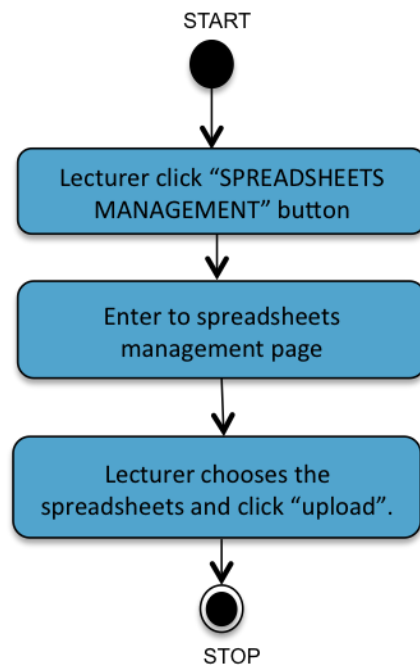 START
Lecturer click “SPREADSHEETS
MANAGEMENT” button
Enter to spreadsheets
management page
Lecturer chooses the
spreadsheets and click “upload”.
STOP